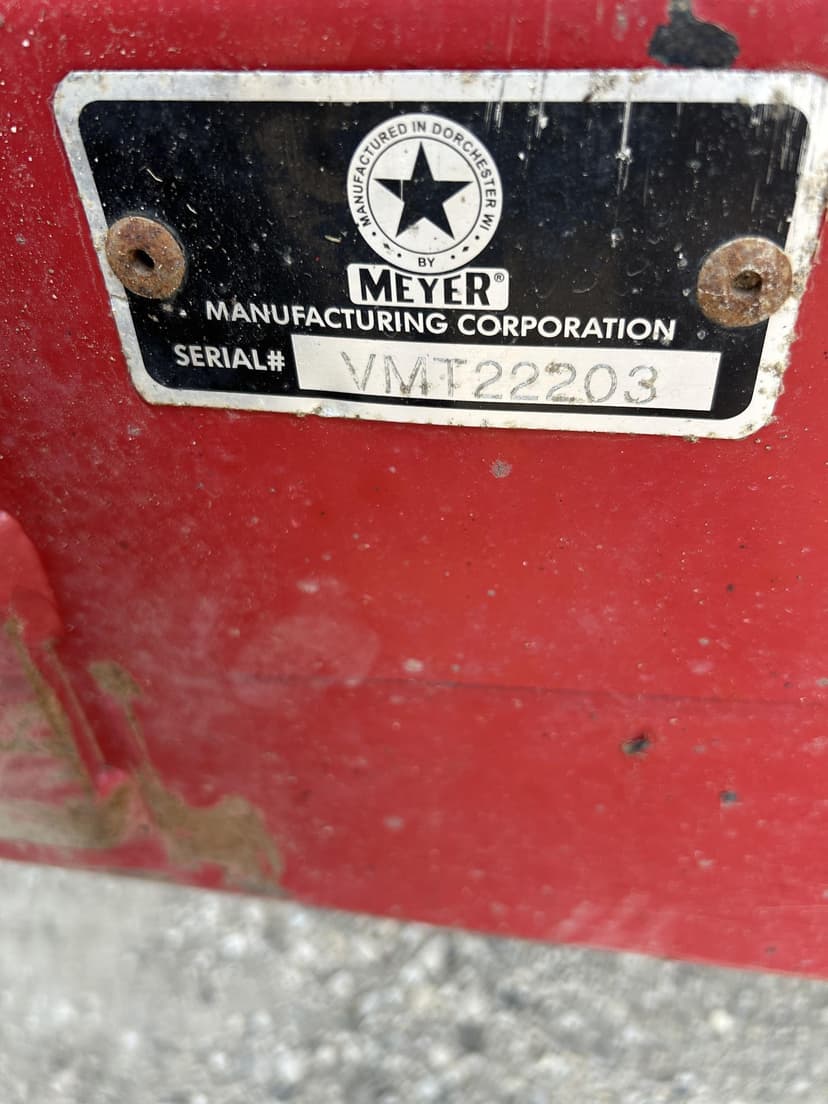 MANUFACTURED IN DORCHESTER WI
BY
MEYER®
MANUFACTURING CORPORATION
SERIAL# VMT22203